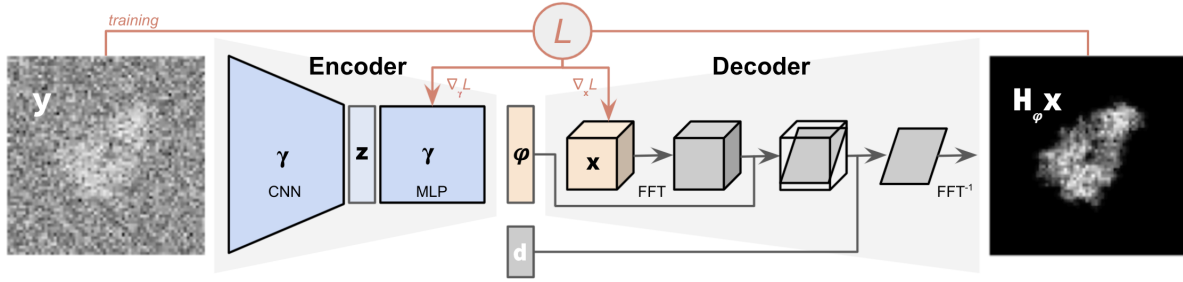 training
L
Encoder
Decoder
∇γL
∇xL
y
γ
CNN
z
γ
MLP
φ
x
FFT
FFT⁻¹
d
Hφx